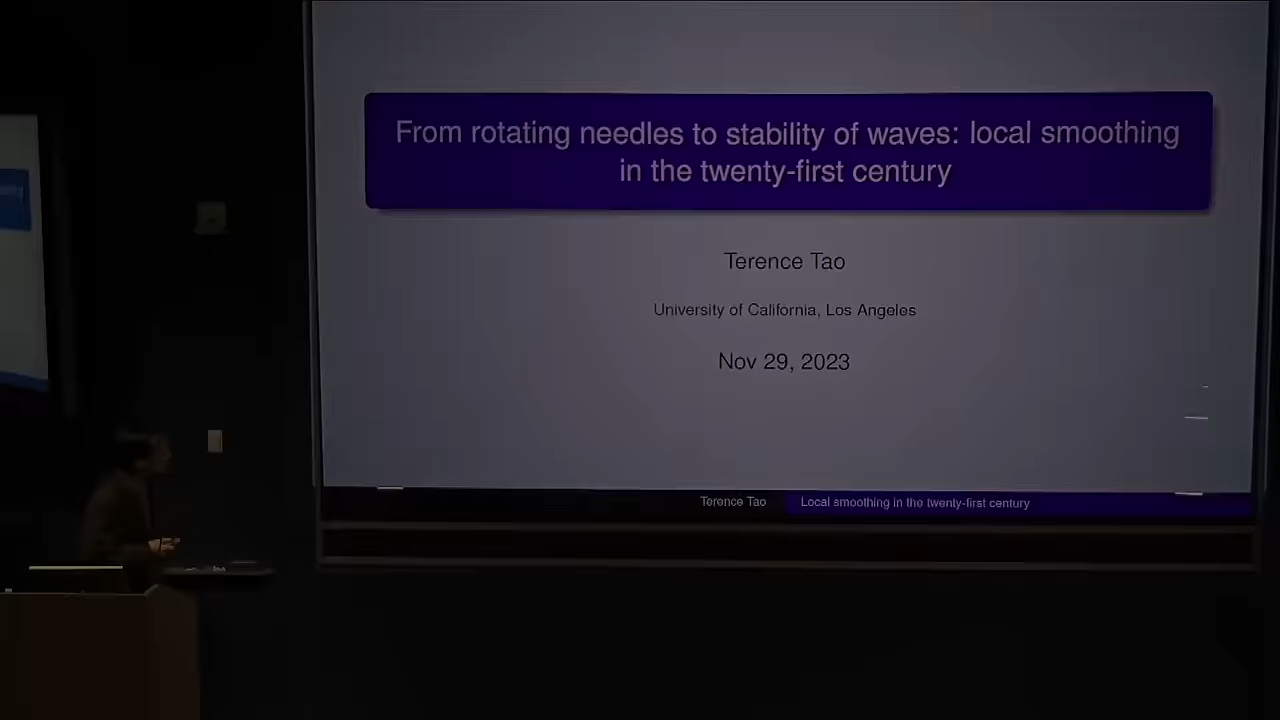 From rotating needles to stability of waves: local smoothing
in the twenty-first century
Terence Tao
University of California, Los Angeles
Nov 29, 2023
Terence Tao
Local smoothing in the twenty-first century